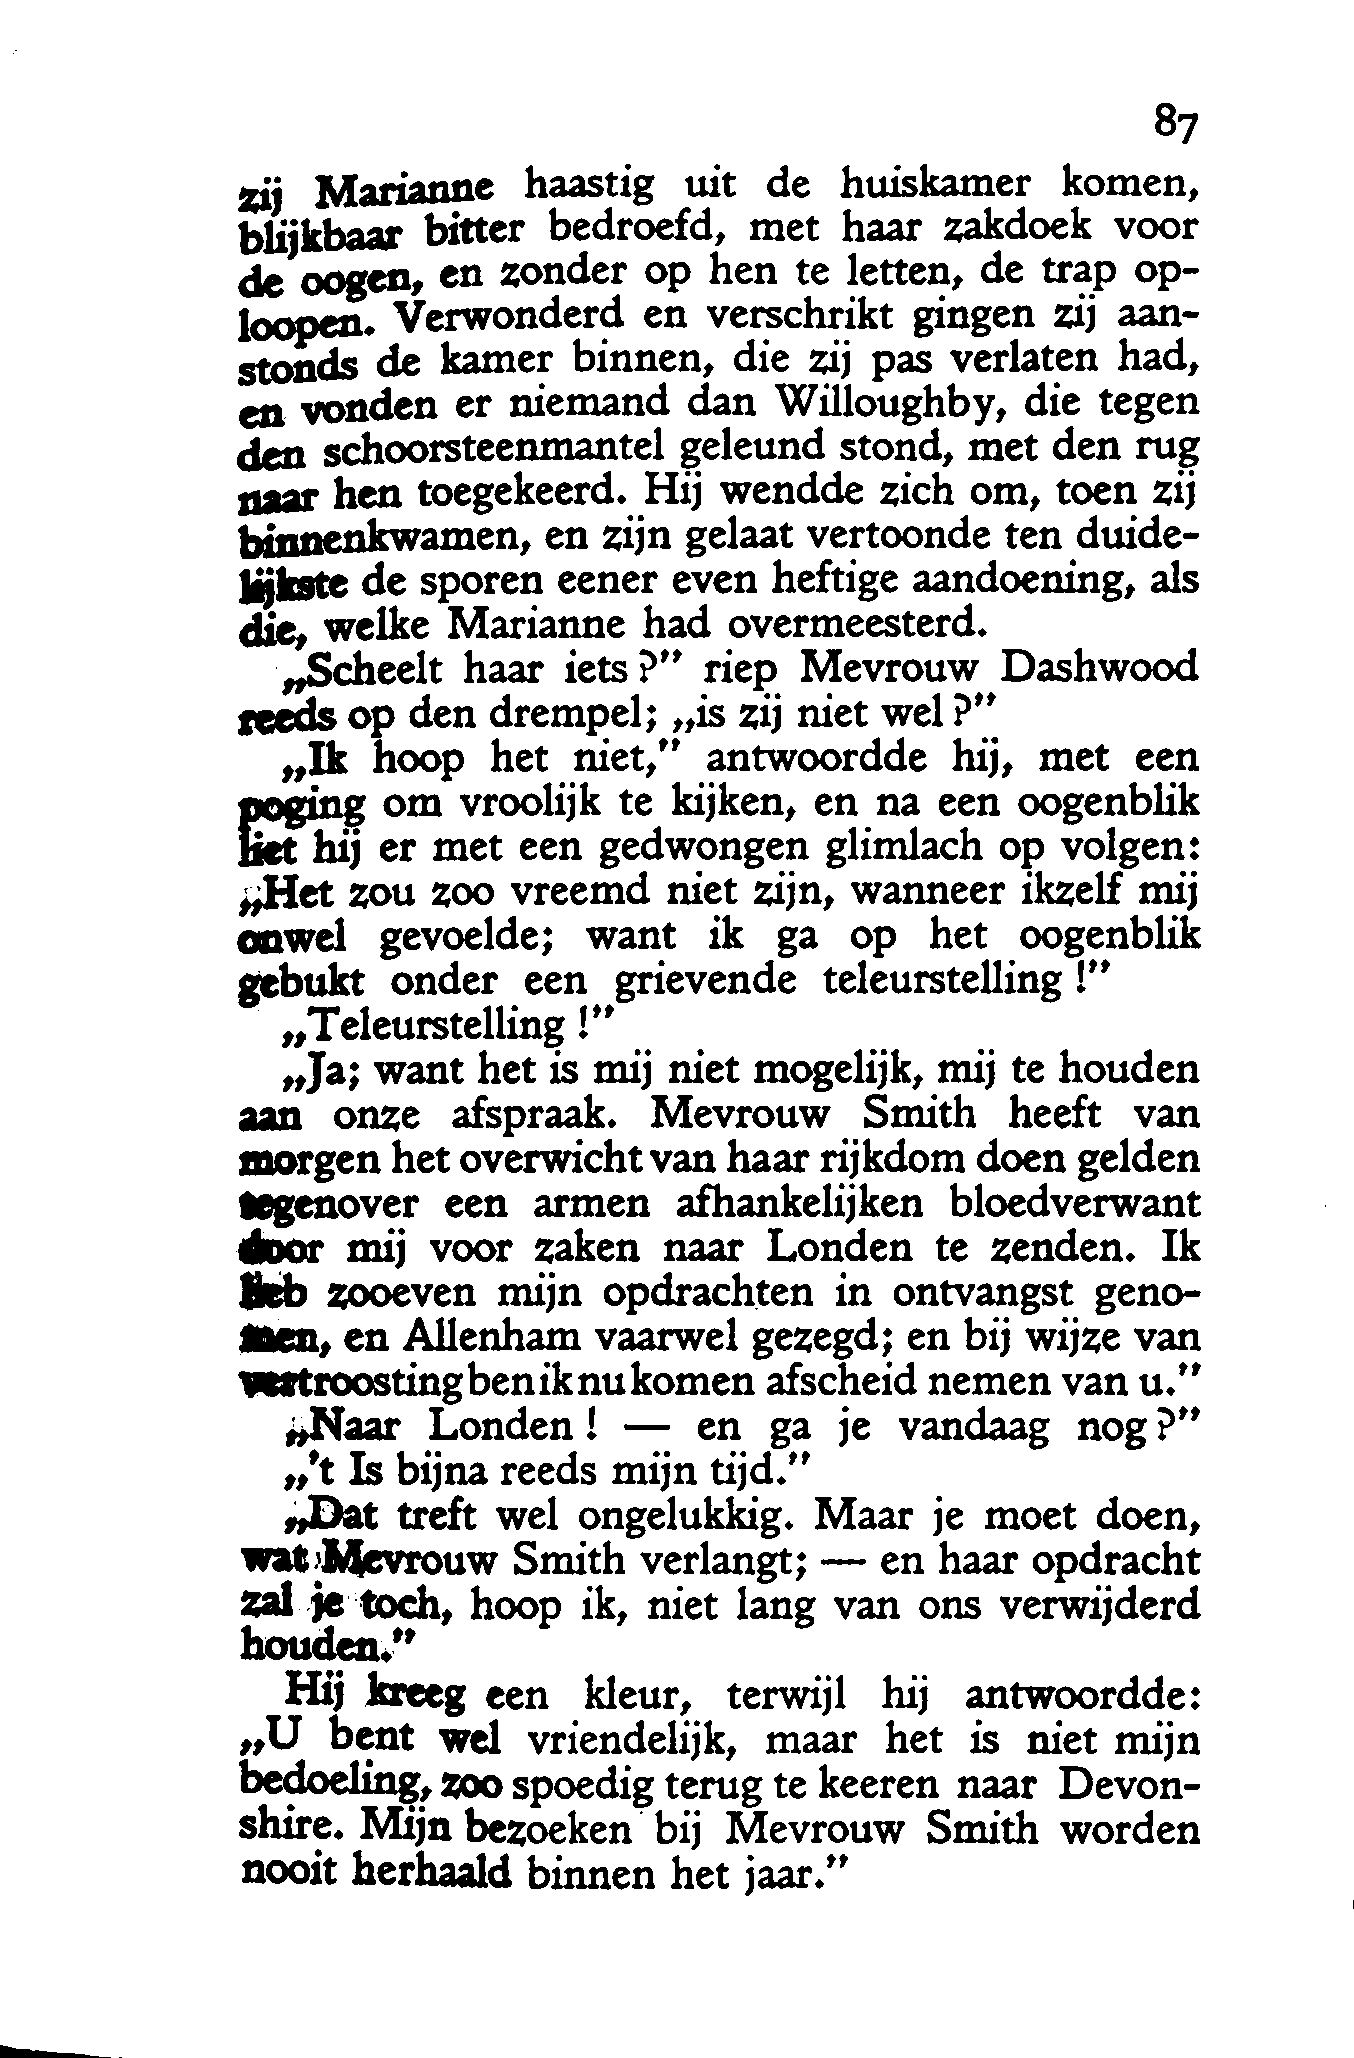 87
zij Marianne haastig uit de huiskamer komen,
blijkbaar bitter bedroefd, met haar zakdoek voor
de oogen, en zonder op hen te letten, de trap op-
loopen. Verwonderd en verschrikt gingen zij aan-
stonds de kamer binnen, die zij pas verlaten had,
en vonden er niemand dan Willoughby, die tegen
den schoorsteenmantel geleund stond, met den rug
naar hen toegekeerd. Hij wendde zich om, toen zij
binnenkwamen, en zijn gelaat vertoonde ten duide-
lijkste de sporen eener even heftige aandoening, als
die, welke Marianne had overmeesterd.
„Scheelt haar iets?” riep Mevrouw Dashwood
reeds op den drempel; „is zij niet wel?”
„Ik hoop het niet,” antwoordde hij, met een
poging om vroolijk te kijken, en na een oogenblik
liet hij er met een gedwongen glimlach op volgen:
„Het zou zoo vreemd niet zijn, wanneer ikzelf mij
onwel gevoelde; want ik ga op het oogenblik
gebukt onder een grievende teleurstelling!”
„Teleurstelling!”
„Ja; want het is mij niet mogelijk, mij te houden
aan onze afspraak. Mevrouw Smith heeft van
morgen het overwicht van haar rijkdom doen gelden
tegenover een armen afhankelijken bloedverwant
door mij voor zaken naar Londen te zenden. Ik
heb zooeven mijn opdrachten in ontvangst geno-
men, en Allenham vaarwel gezegd; en bij wijze van
vertroosting ben ik nu komen afscheid nemen van u.”
„Naar Londen! — en ga je vandaag nog?”
„'t Is bijna reeds mijn tijd.”
„Dat treft wel ongelukkig. Maar je moet doen,
wat Mevrouw Smith verlangt; — en haar opdracht
zal je toch, hoop ik, niet lang van ons verwijderd
houden.”
Hij kreeg een kleur, terwijl hij antwoordde:
„U bent wel vriendelijk, maar het is niet mijn
bedoeling, zoo spoedig terug te keeren naar Devon-
shire. Mijn bezoeken bij Mevrouw Smith worden
nooit herhaald binnen het jaar.”